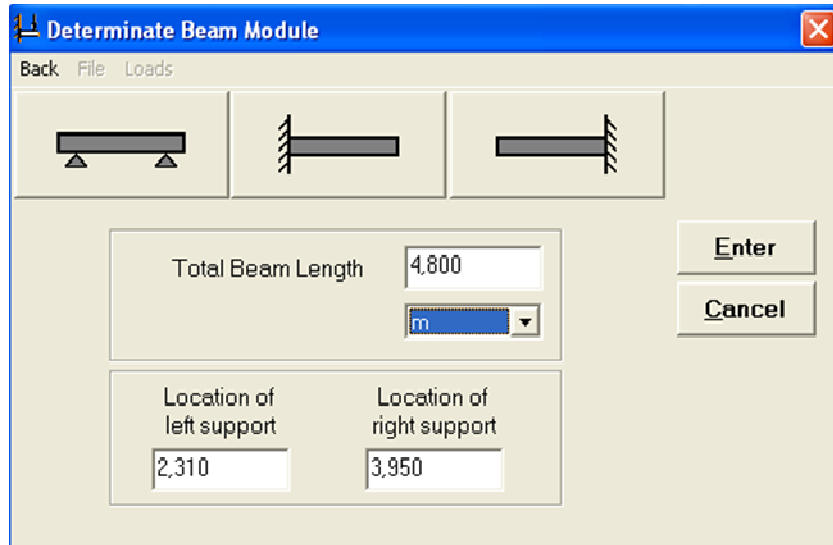 Determinate Beam Module
Back File Loads
Total Beam Length 4,800
m
Enter
Cancel
Location of left support
2,310
Location of right support
3,950